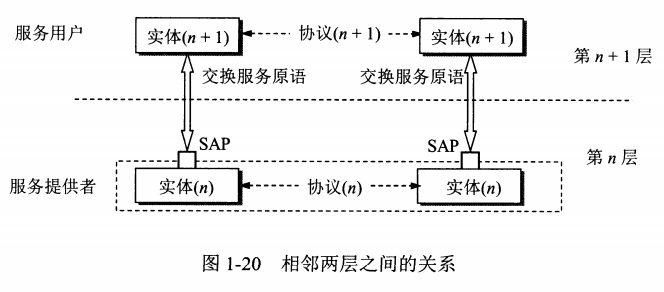 服务用户
实体(n + 1)
协议(n + 1)
实体(n + 1)
第 n + 1 层
交换服务原语
交换服务原语
SAP
SAP
第 n 层
服务提供者
实体(n)
协议(n)
实体(n)
图 1-20 相邻两层之间的关系